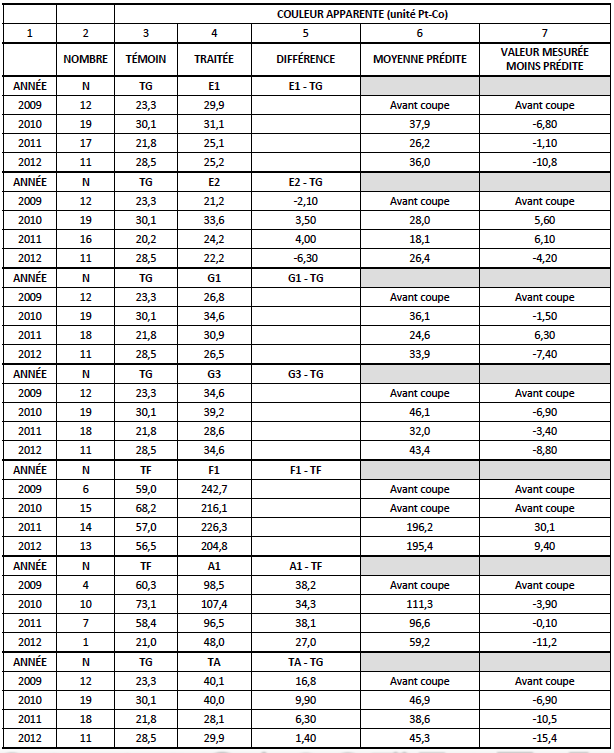 COULEUR APPARENTE (unité Pt-Co)
1 2 3 4 5 6 7
NOMBRE TÉMOIN TRAITÉE DIFFÉRENCE MOYENNE PRÉDITE VALEUR MESURÉE MOINS PRÉDITE
ANNÉE N TG E1 E1 - TG
2009 12 23,3 29,9 Avant coupe Avant coupe
2010 19 30,1 31,1 37,9 -6,80
2011 17 21,8 25,1 26,2 -1,10
2012 11 28,5 25,2 36,0 -10,8
ANNÉE N TG E2 E2 - TG
2009 12 23,3 21,2 -2,10 Avant coupe Avant coupe
2010 19 30,1 33,6 3,50 28,0 5,60
2011 16 20,2 24,2 4,00 18,1 6,10
2012 11 28,5 22,2 -6,30 26,4 -4,20
ANNÉE N TG G1 G1 - TG
2009 12 23,3 26,8 Avant coupe Avant coupe
2010 19 30,1 34,6 36,1 -1,50
2011 18 21,8 30,9 24,6 6,30
2012 11 28,5 26,5 33,9 -7,40
ANNÉE N TG G3 G3 - TG
2009 12 23,3 34,6 Avant coupe Avant coupe
2010 19 30,1 39,2 46,1 -6,90
2011 18 21,8 28,6 32,0 -3,40
2012 11 28,5 34,6 43,4 -8,80
ANNÉE N TF F1 F1 - TF
2009 6 59,0 242,7 Avant coupe Avant coupe
2010 15 68,2 216,1 Avant coupe Avant coupe
2011 14 57,0 226,3 196,2 30,1
2012 13 56,5 204,8 195,4 9,40
ANNÉE N TF A1 A1 - TF
2009 4 60,3 98,5 38,2 Avant coupe Avant coupe
2010 10 73,1 107,4 34,3 111,3 -3,90
2011 7 58,4 96,5 38,1 96,6 -0,10
2012 1 21,0 48,0 27,0 59,2 -11,2
ANNÉE N TG TA TA - TG
2009 12 23,3 40,1 16,8 Avant coupe Avant coupe
2010 19 30,1 40,0 9,90 46,9 -6,90
2011 18 21,8 28,1 6,30 38,6 -10,5
2012 11 28,5 29,9 1,40 45,3 -15,4